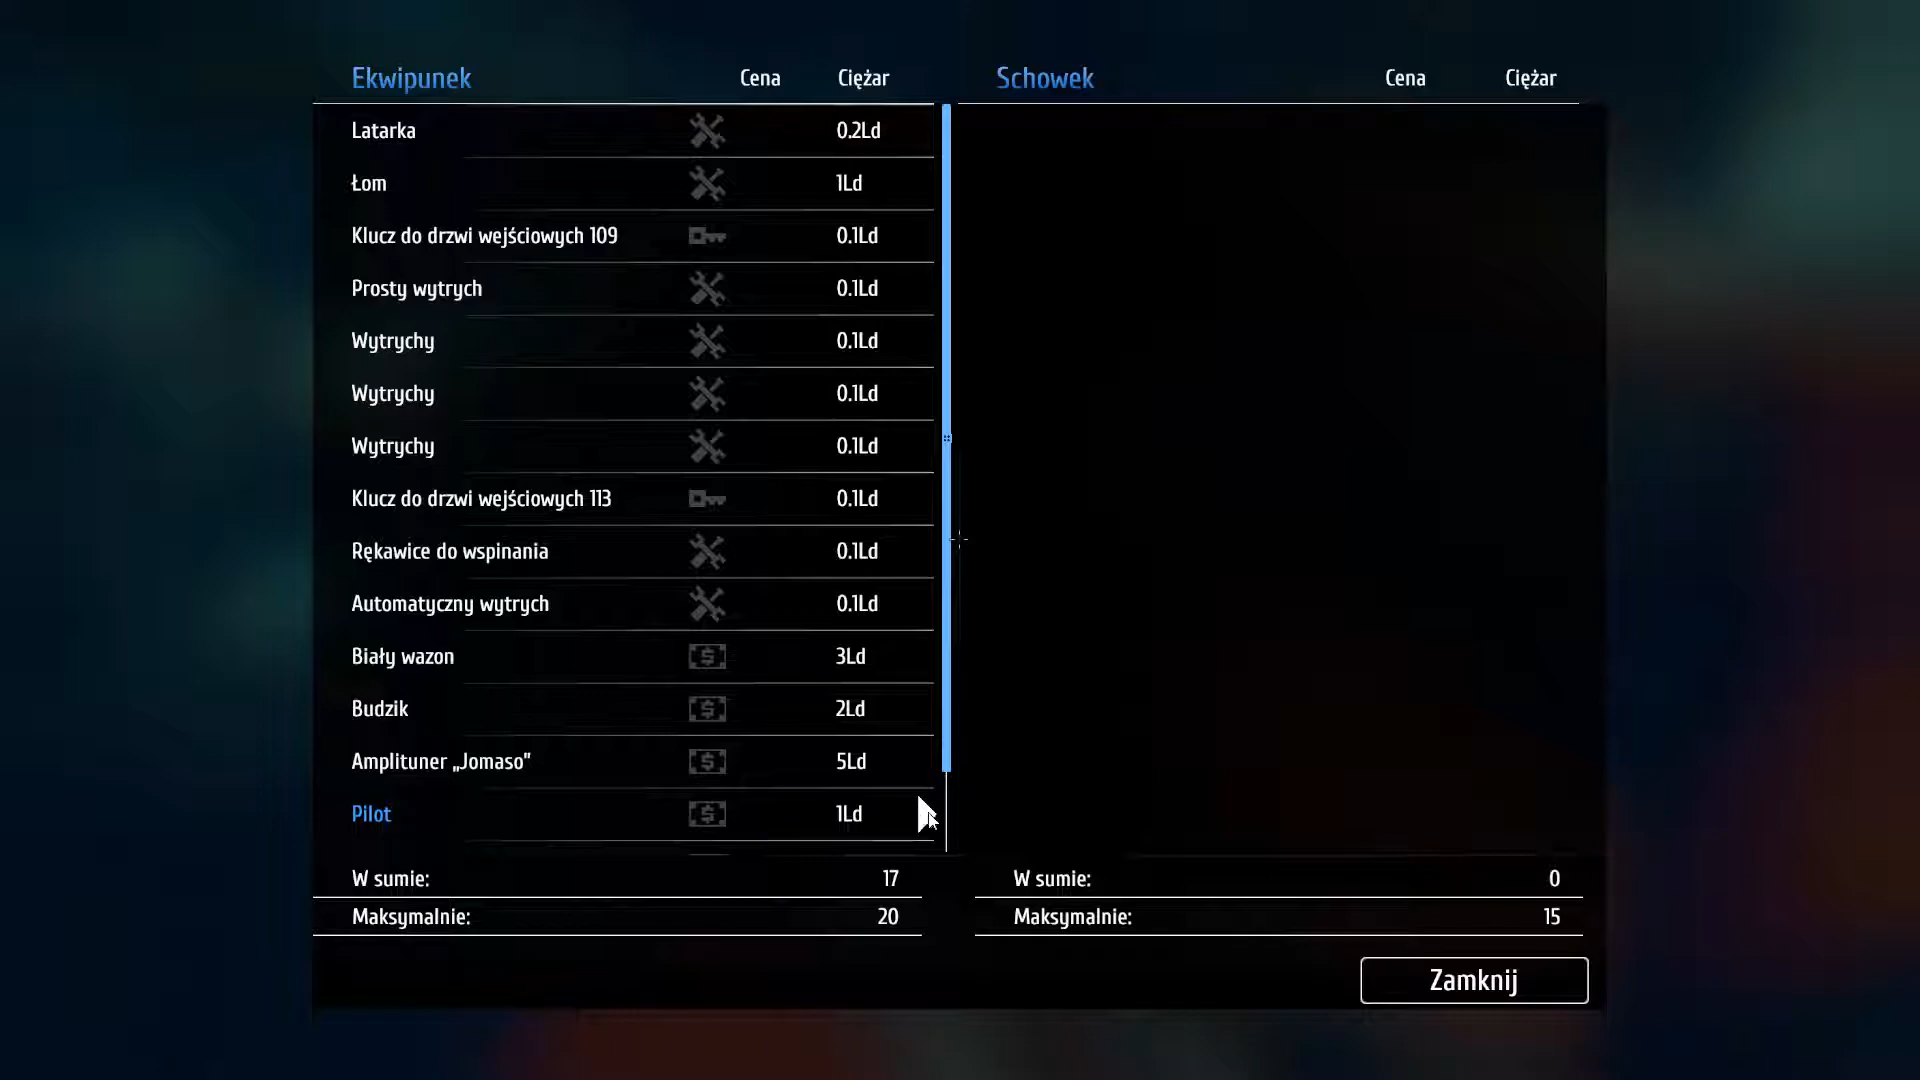 Ekwipunek Cena Ciężar
Latarka 0.2Ld
Łom 1Ld
Klucz do drzwi wejściowych 109 0.1Ld
Prosty wytrych 0.1Ld
Wytrychy 0.1Ld
Wytrychy 0.1Ld
Wytrychy 0.1Ld
Klucz do drzwi wejściowych 113 0.1Ld
Rękawice do wspinania 0.1Ld
Automatyczny wytrych 0.1Ld
Biały wazon 3Ld
Budzik 2Ld
Amplituner „Jomaso” 5Ld
Pilot 1Ld
W sumie: 17
Maksymalnie: 20
Schowek Cena Ciężar
W sumie: 0
Maksymalnie: 15
Zamknij